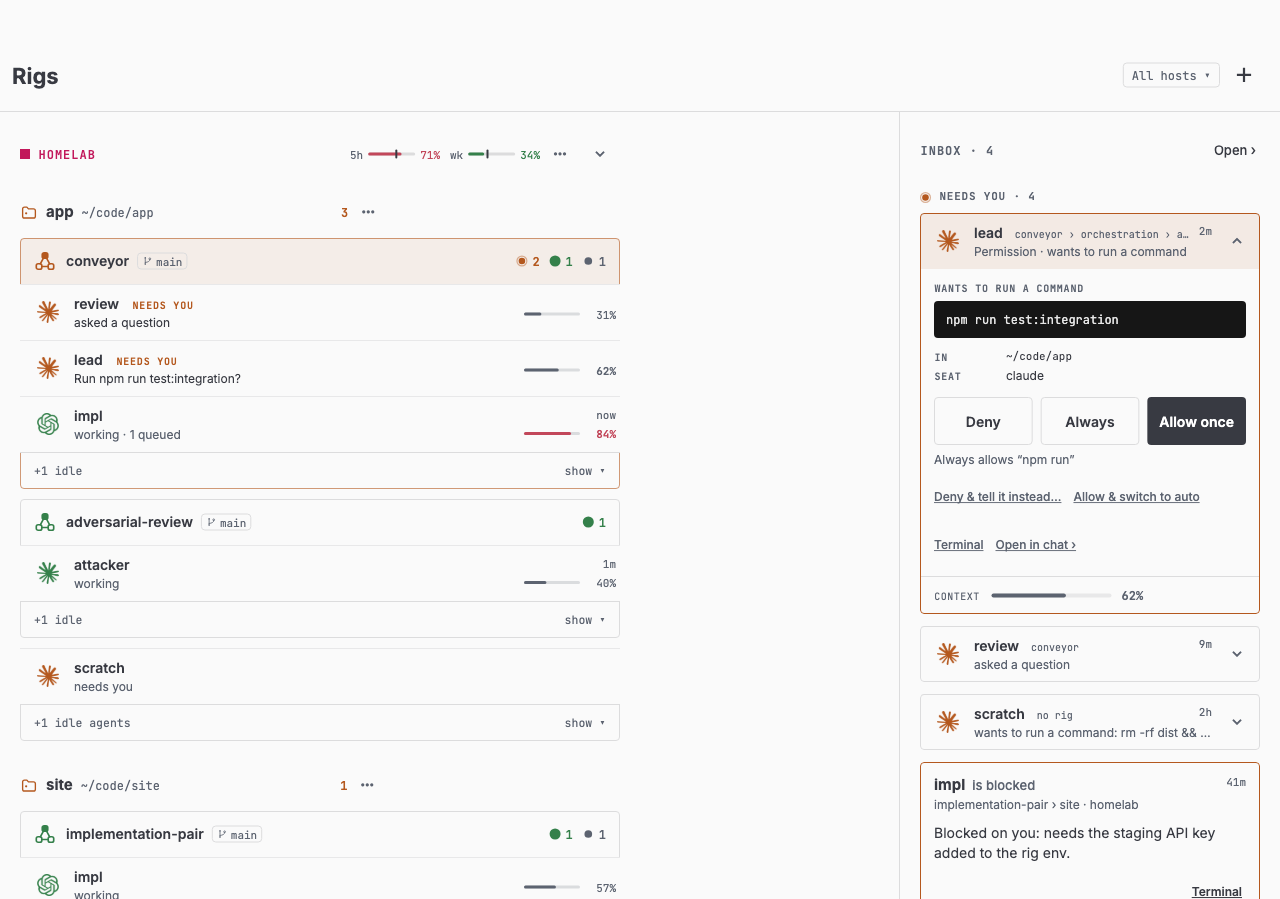 Rigs
All hosts ▾
HOMELAB
5h 71% wk 34% •••
app ~/code/app 3 •••
conveyor main 2 1 1
review NEEDS YOU
asked a question
31%
lead NEEDS YOU
Run npm run test:integration?
62%
impl now
working · 1 queued 84%
+1 idle show ▾
adversarial-review main 1
attacker 1m
working 40%
+1 idle show ▾
scratch
needs you
+1 idle agents show ▾
site ~/code/site 1 •••
implementation-pair main 1 1
impl
working
57%
INBOX · 4 Open ›
NEEDS YOU · 4
lead conveyor › orchestration › a… 2m
Permission · wants to run a command
WANTS TO RUN A COMMAND
npm run test:integration
IN ~/code/app
SEAT claude
Deny Always Allow once
Always allows “npm run”
Deny & tell it instead… Allow & switch to auto
Terminal Open in chat ›
CONTEXT 62%
review conveyor 9m
asked a question
scratch no rig 2h
wants to run a command: rm -rf dist && …
impl is blocked 41m
implementation-pair › site · homelab
Blocked on you: needs the staging API key
added to the rig env.
Terminal